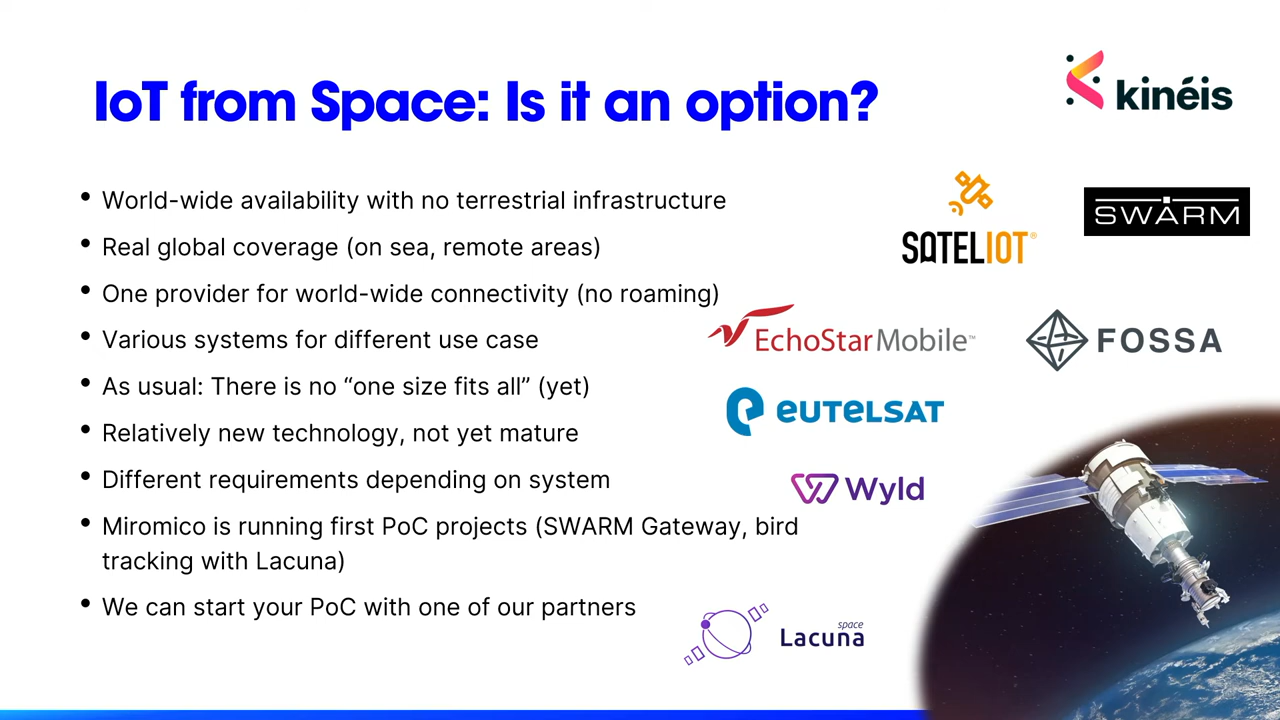 IoT from Space: Is it an option?
kinéis
• World-wide availability with no terrestrial infrastructure
• Real global coverage (on sea, remote areas)
• One provider for world-wide connectivity (no roaming)
• Various systems for different use case
• As usual: There is no “one size fits all” (yet)
• Relatively new technology, not yet mature
• Different requirements depending on system
• Miromico is running first PoC projects (SWARM Gateway, bird
tracking with Lacuna)
• We can start your PoC with one of our partners
SATELIOT®
SWARM
EchoStar Mobile™
FOSSA
eutelsat
Wyld
Lacuna space